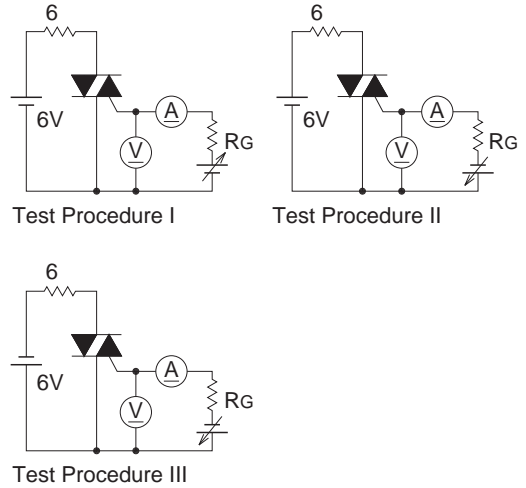 6
6V
A
V
RG
Test Procedure I
6
6V
A
V
RG
Test Procedure II
6
6V
A
V
RG
Test Procedure III